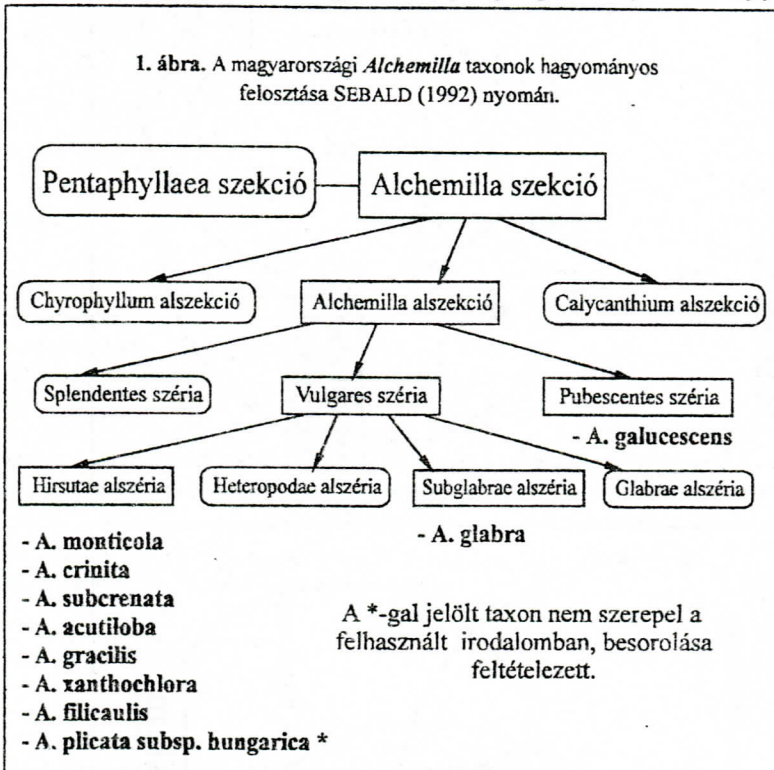 1. ábra. A magyarországi Alchemilla taxonok hagyományos
felosztása SEBALD (1992) nyomán.
Pentaphyllaea szekció
Alchemilla szekció
Chyrophyllum alszekció
Alchemilla alszekció
Calycanthium alszekció
Splendentes széria
Vulgares széria
Pubescentes széria
- A. galucescens
Hirsutae alszéria
Heteropodae alszéria
Subglabrae alszéria
Glabrae alszéria
- A. glabra
- A. monticola
- A. crinita
- A. subcrenata
- A. acutiloba
- A. gracilis
- A. xanthochlora
- A. filicaulis
- A. plicata subsp. hungarica *
A *-gal jelölt taxon nem szerepel a
felhasznált irodalomban, besorolása
feltételezett.